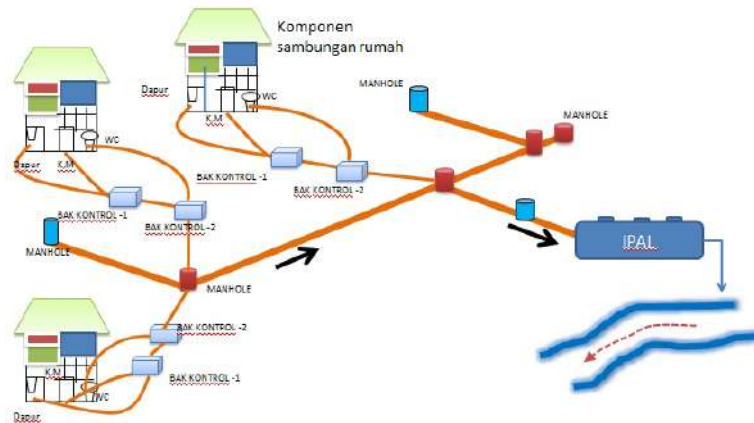 Komponen
sambungan rumah
Dapur
WC
K.M
BAK KONTROL -1
BAK KONTROL -2
MANHOLE
MANHOLE
WC
Dapur
K.M
BAK KONTROL -1
BAK KONTROL -2
MANHOLE
MANHOLE
IPAL
BAK KONTROL -2
K.M
WC
BAK KONTROL -1
Dapur